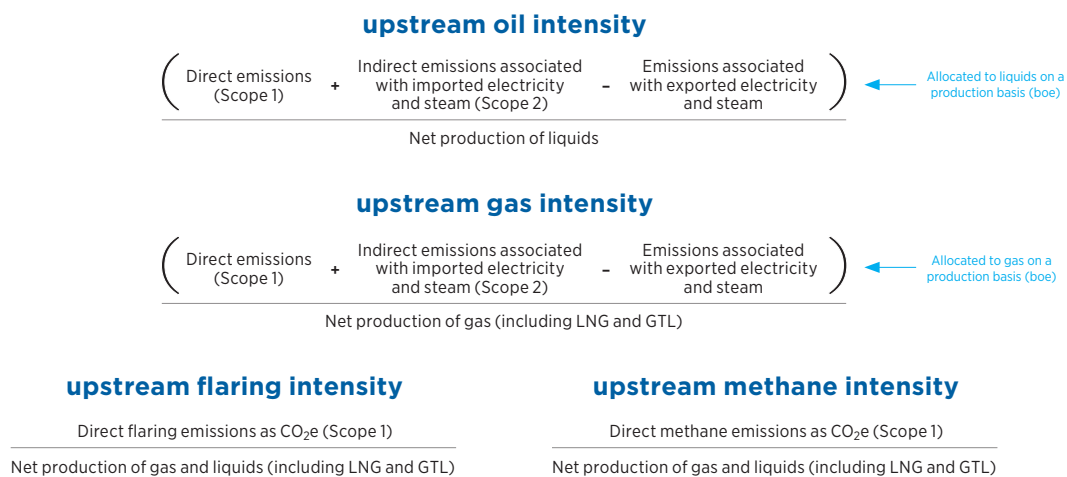 upstream oil intensity
( Direct emissions (Scope 1) + Indirect emissions associated with imported electricity and steam (Scope 2) – Emissions associated with exported electricity and steam )
Allocated to liquids on a
production basis (boe)
Net production of liquids
upstream gas intensity
( Direct emissions (Scope 1) + Indirect emissions associated with imported electricity and steam (Scope 2) – Emissions associated with exported electricity and steam )
Allocated to gas on a
production basis (boe)
Net production of gas (including LNG and GTL)
upstream flaring intensity
Direct flaring emissions as CO₂e (Scope 1)
Net production of gas and liquids (including LNG and GTL)
upstream methane intensity
Direct methane emissions as CO₂e (Scope 1)
Net production of gas and liquids (including LNG and GTL)